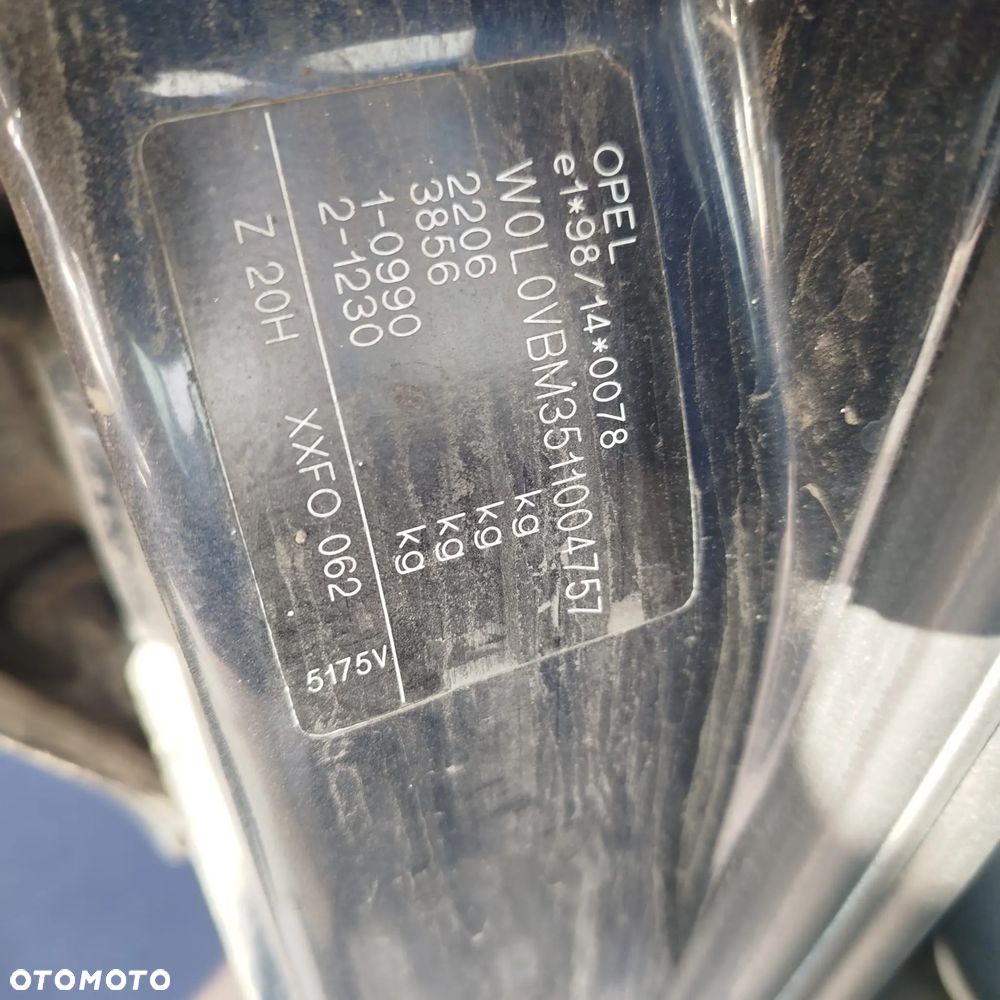 OPEL
e1*98/14*0078
W0L0VBM3511004757
2206 kg
3856 kg
1-0990 kg
2-1230 kg
Z 20H XXFO 062 5175V
OTOMOTO